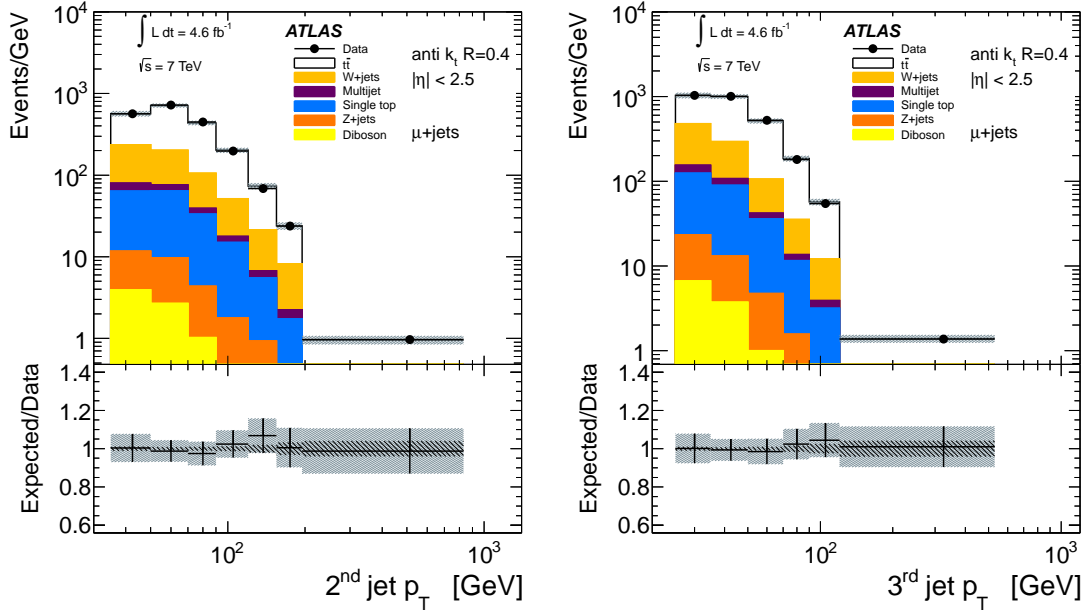 Events/GeV
10⁴
10³
10²
10
1
∫ L dt = 4.6 fb⁻¹
√s = 7 TeV
ATLAS
Data
tt̄
W+jets
Multijet
Single top
Z+jets
Diboson
anti kₜ R=0.4
|η| < 2.5
μ+jets
Expected/Data
1.4
1.2
1
0.8
0.6
10²
10³
2ⁿᵈ jet p_T [GeV]
Events/GeV
10⁴
10³
10²
10
1
∫ L dt = 4.6 fb⁻¹
√s = 7 TeV
ATLAS
Data
tt̄
W+jets
Multijet
Single top
Z+jets
Diboson
anti kₜ R=0.4
|η| < 2.5
μ+jets
Expected/Data
1.4
1.2
1
0.8
0.6
10²
10³
3ʳᵈ jet p_T [GeV]